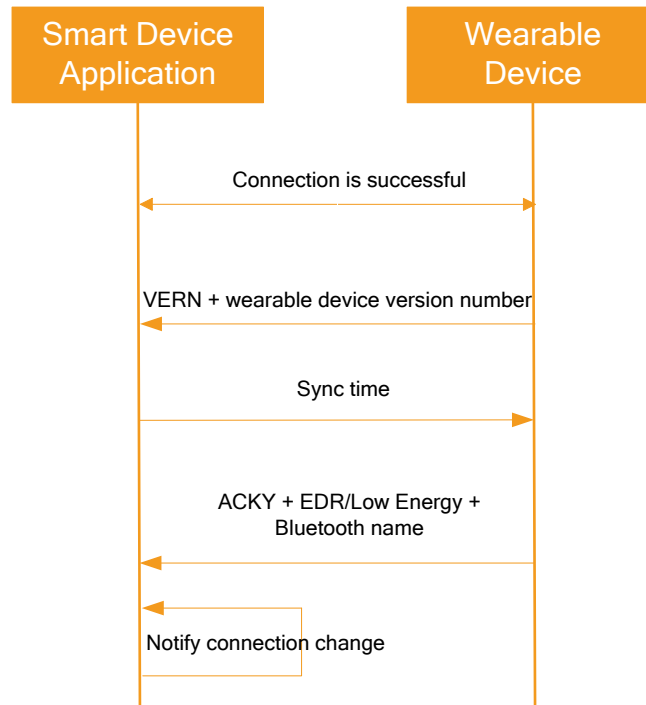 Smart Device
Application
Wearable
Device
Connection is successful
VERN + wearable device version number
Sync time
ACKY + EDR/Low Energy +
Bluetooth name
Notify connection change